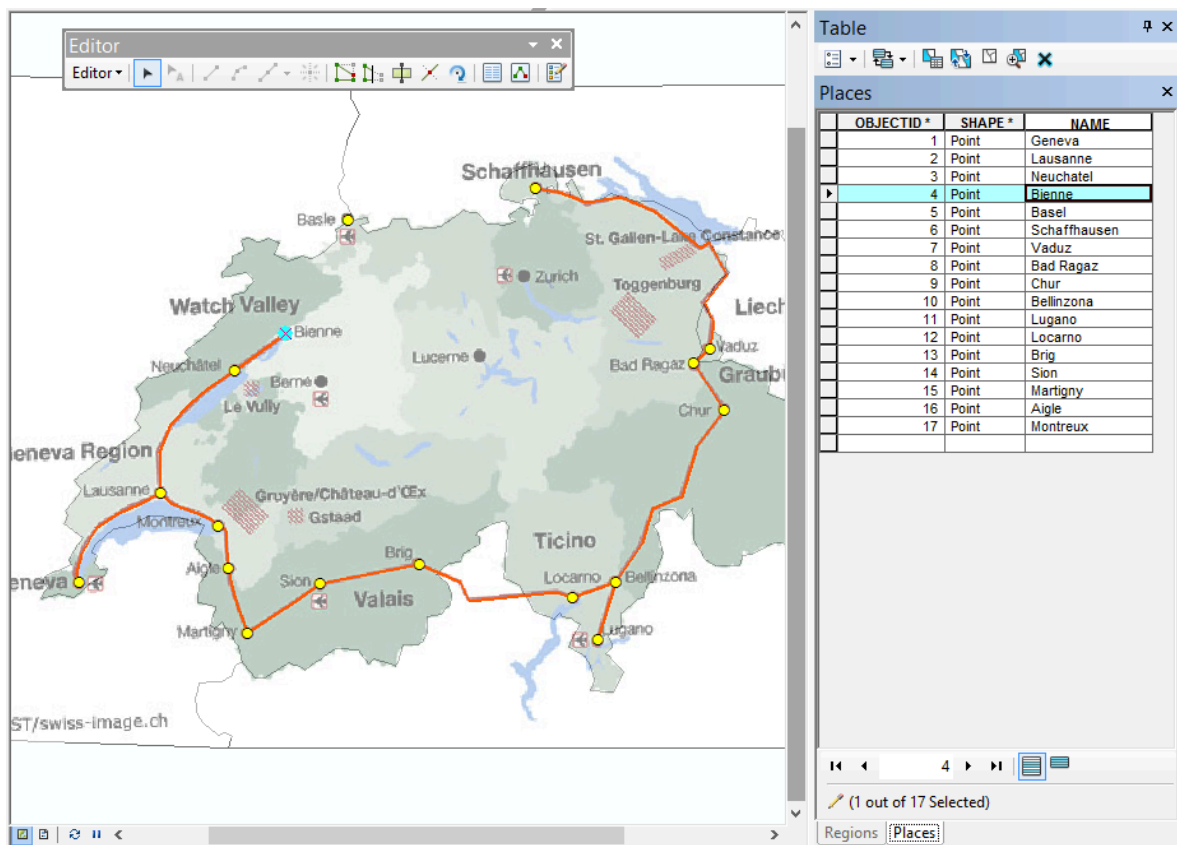 Editor
Editor
Schaffhausen
Basle
St. Gallen-Lake Constance
Zurich
Toggenburg
Watch Valley
Liech
Bienne
Vaduz
Lucerne
Neuchâtel
Bad Ragaz
Berne
Graubü
Le Vully
Chur
Geneva Region
Lausanne
Gruyère/Château-d'Œx
Montreux
Gstaad
Ticino
Brig
Aigle
Geneva
Sion
Locarno
Bellinzona
Valais
Martigny
Lugano
ST/swiss-image.ch
Table
Places
OBJECTID * SHAPE * NAME
1 Point Geneva
2 Point Lausanne
3 Point Neuchatel
4 Point Bienne
5 Point Basel
6 Point Schaffhausen
7 Point Vaduz
8 Point Bad Ragaz
9 Point Chur
10 Point Bellinzona
11 Point Lugano
12 Point Locarno
13 Point Brig
14 Point Sion
15 Point Martigny
16 Point Aigle
17 Point Montreux
4
(1 out of 17 Selected)
Regions Places